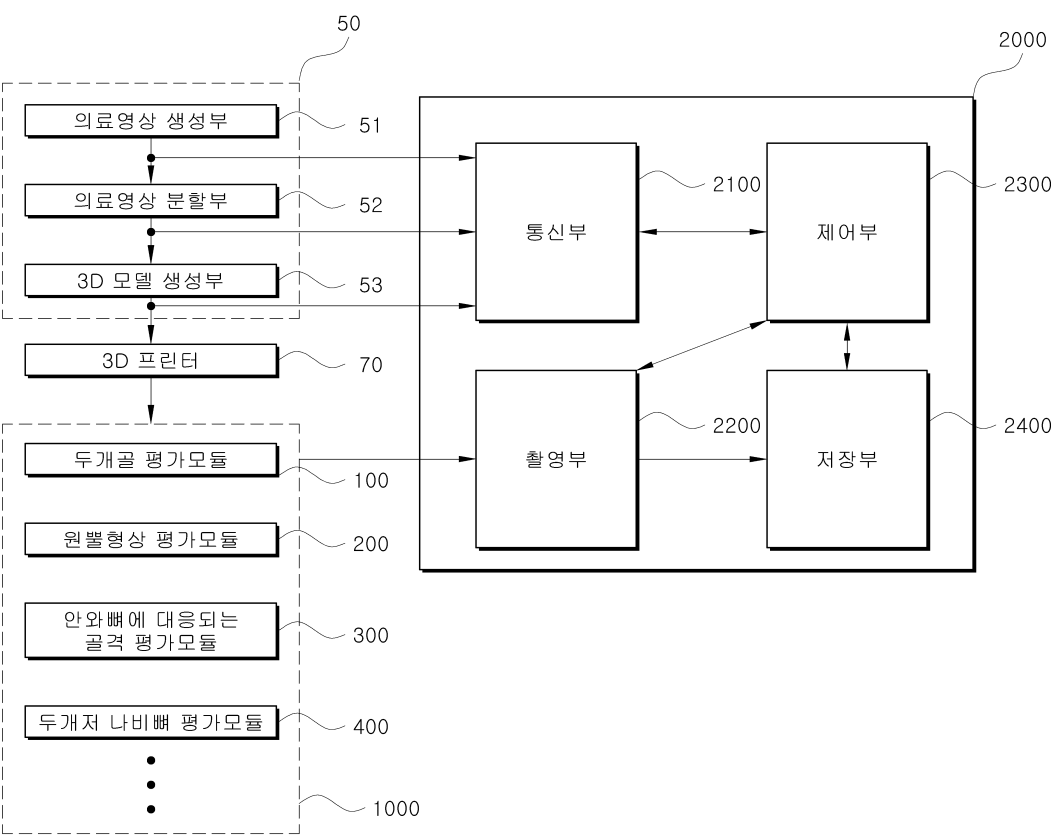 50
2000
의료영상 생성부
51
의료영상 분할부
52
3D 모델 생성부
53
3D 프린터
70
두개골 평가모듈
100
원뿔형상 평가모듈
200
안와뼈에 대응되는
골격 평가모듈
300
두개저 나비뼈 평가모듈
400
1000
통신부
2100
제어부
2300
촬영부
2200
저장부
2400